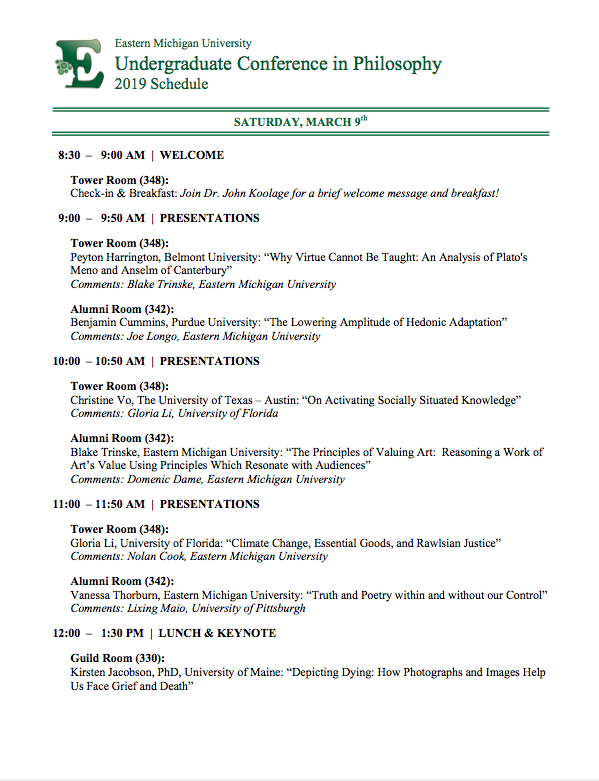 Eastern Michigan University
Undergraduate Conference in Philosophy
2019 Schedule
SATURDAY, MARCH 9th
8:30 – 9:00 AM | WELCOME
Tower Room (348):
Check-in & Breakfast: Join Dr. John Koolage for a brief welcome message and breakfast!
9:00 – 9:50 AM | PRESENTATIONS
Tower Room (348):
Peyton Harrington, Belmont University: “Why Virtue Cannot Be Taught: An Analysis of Plato's
Meno and Anselm of Canterbury”
Comments: Blake Trinske, Eastern Michigan University
Alumni Room (342):
Benjamin Cummins, Purdue University: “The Lowering Amplitude of Hedonic Adaptation”
Comments: Joe Longo, Eastern Michigan University
10:00 – 10:50 AM | PRESENTATIONS
Tower Room (348):
Christine Vo, The University of Texas – Austin: “On Activating Socially Situated Knowledge”
Comments: Gloria Li, University of Florida
Alumni Room (342):
Blake Trinske, Eastern Michigan University: “The Principles of Valuing Art: Reasoning a Work of
Art’s Value Using Principles Which Resonate with Audiences”
Comments: Domenic Dame, Eastern Michigan University
11:00 – 11:50 AM | PRESENTATIONS
Tower Room (348):
Gloria Li, University of Florida: “Climate Change, Essential Goods, and Rawlsian Justice”
Comments: Nolan Cook, Eastern Michigan University
Alumni Room (342):
Vanessa Thorburn, Eastern Michigan University: “Truth and Poetry within and without our Control”
Comments: Lixing Maio, University of Pittsburgh
12:00 – 1:30 PM | LUNCH & KEYNOTE
Guild Room (330):
Kirsten Jacobson, PhD, University of Maine: “Depicting Dying: How Photographs and Images Help
Us Face Grief and Death”